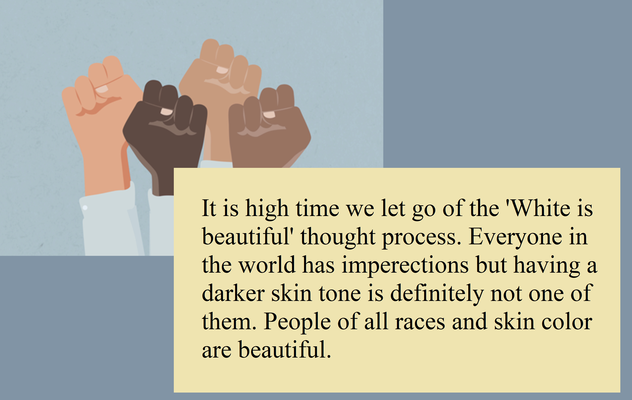 It is high time we let go of the 'White is
beautiful' thought process. Everyone in
the world has imperections but having a
darker skin tone is definitely not one of
them. People of all races and skin color
are beautiful.